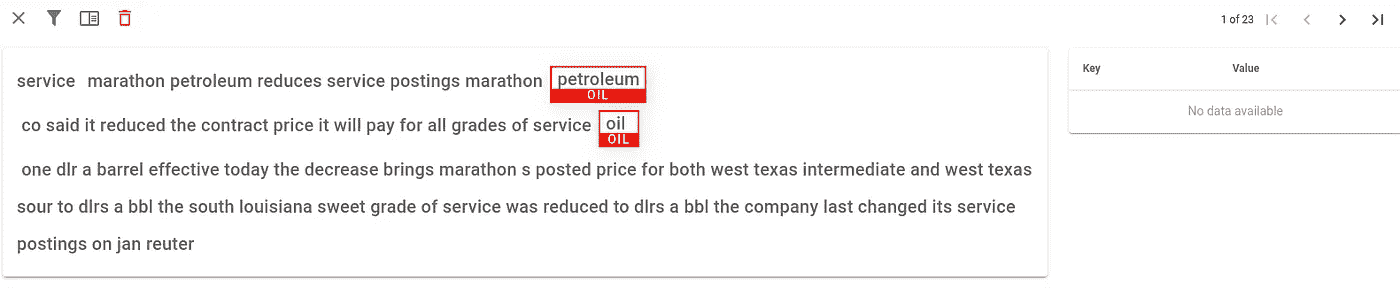 1 of 23
service marathon petroleum reduces service postings marathon petroleum
OIL
co said it reduced the contract price it will pay for all grades of service oil
OIL
one dlr a barrel effective today the decrease brings marathon s posted price for both west texas intermediate and west texas
sour to dlrs a bbl the south louisiana sweet grade of service was reduced to dlrs a bbl the company last changed its service
postings on jan reuter
Key Value
No data available